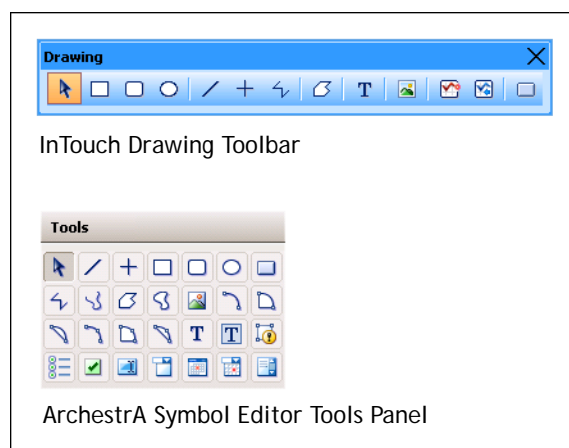 Drawing
T
InTouch Drawing Toolbar
Tools
T T
ArchestrA Symbol Editor Tools Panel